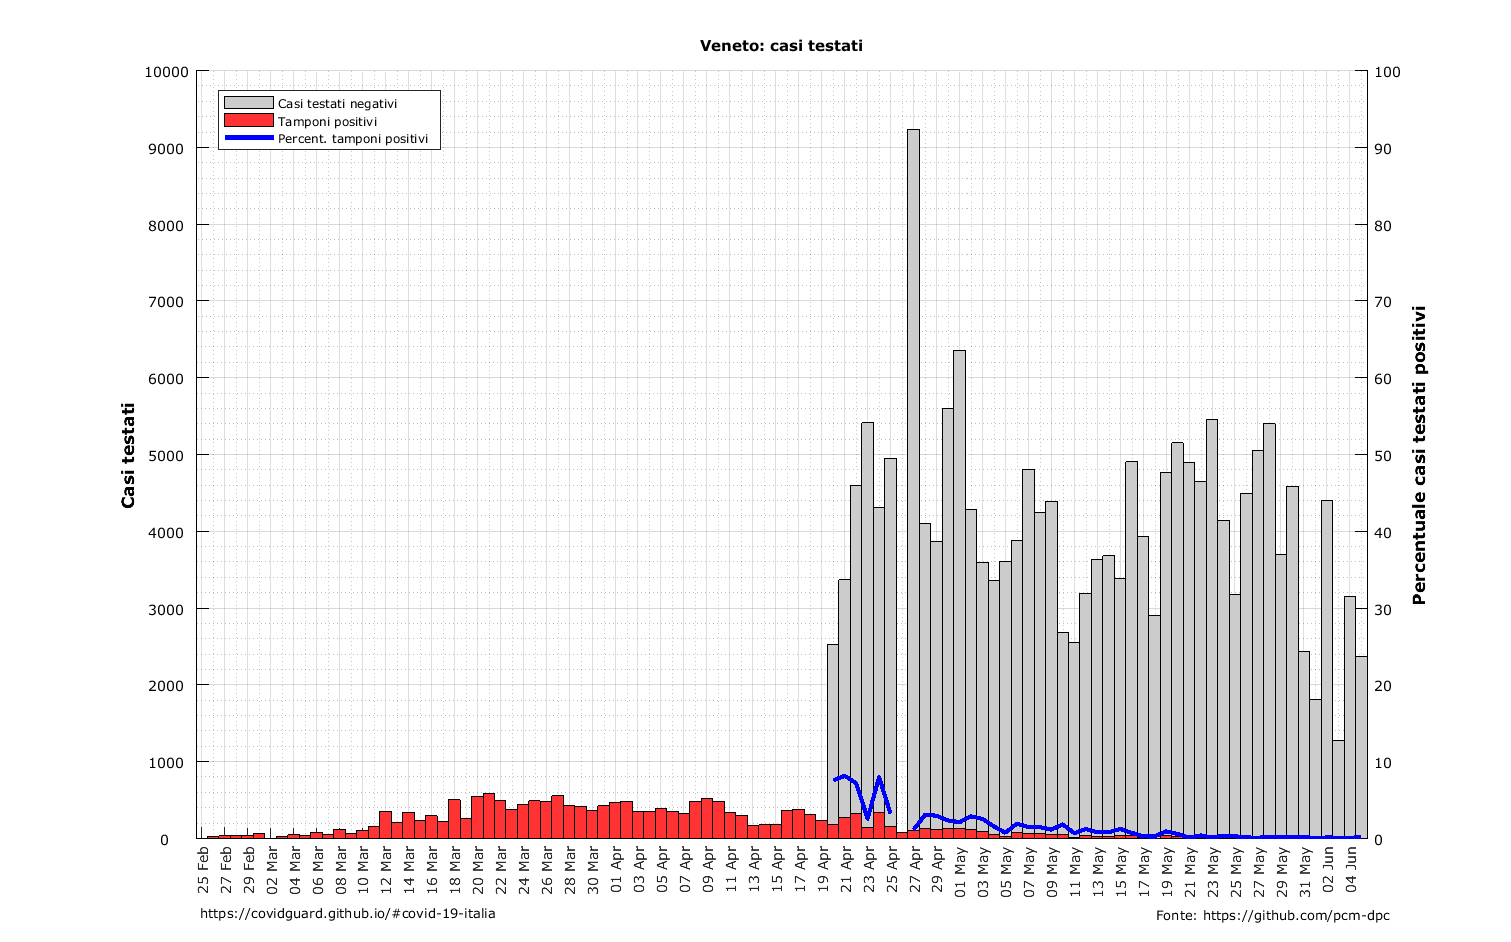 Veneto: casi testati
Casi testati negativi
Tamponi positivi
Percent. tamponi positivi
Casi testati
10000
9000
8000
7000
6000
5000
4000
3000
2000
1000
0
100
90
80
70
60
50
40
30
20
10
0
Percentuale casi testati positivi
25 Feb
27 Feb
29 Feb
02 Mar
04 Mar
06 Mar
08 Mar
10 Mar
12 Mar
14 Mar
16 Mar
18 Mar
20 Mar
22 Mar
24 Mar
26 Mar
28 Mar
30 Mar
01 Apr
03 Apr
05 Apr
07 Apr
09 Apr
11 Apr
13 Apr
15 Apr
17 Apr
19 Apr
21 Apr
23 Apr
25 Apr
27 Apr
29 Apr
01 May
03 May
05 May
07 May
09 May
11 May
13 May
15 May
17 May
19 May
21 May
23 May
25 May
27 May
29 May
31 May
02 Jun
04 Jun
https://covidguard.github.io/#covid-19-italia
Fonte: https://github.com/pcm-dpc